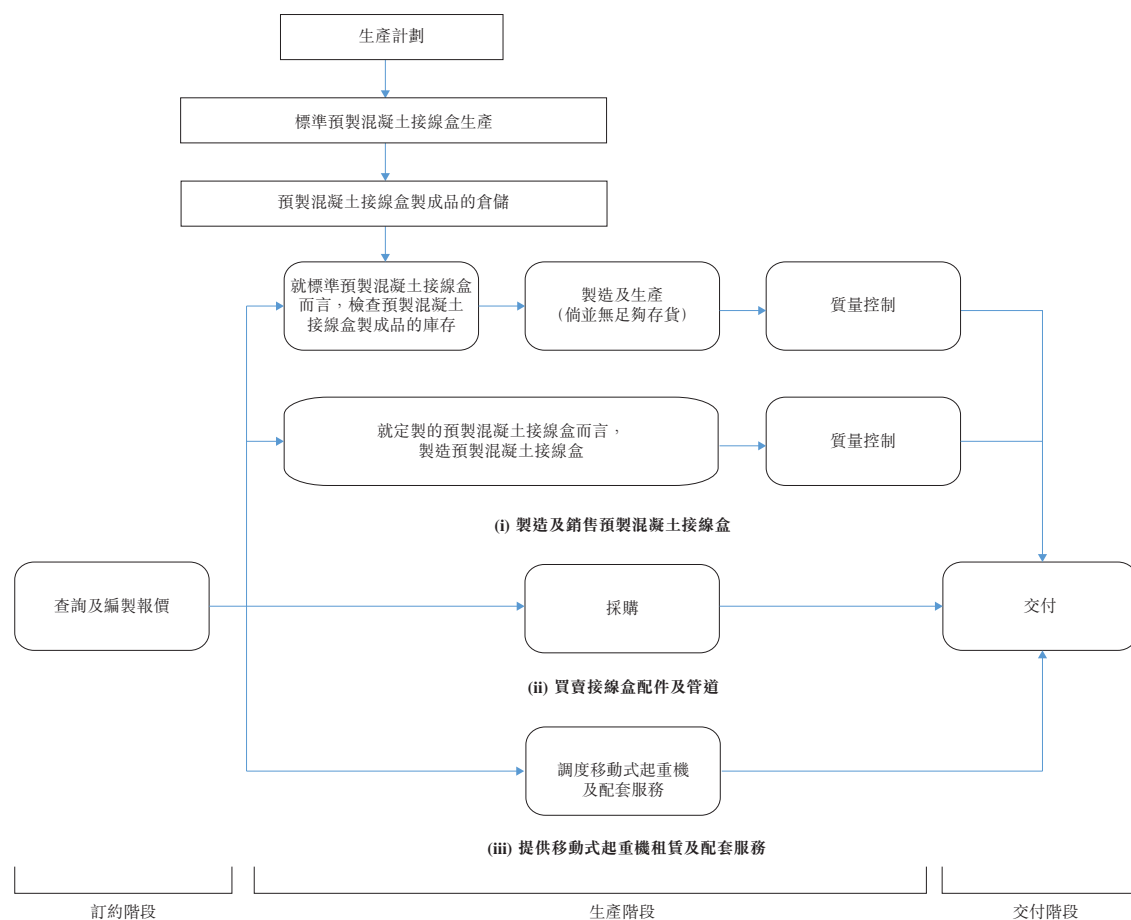 生產計劃
標準預製混凝土接線盒生產
預製混凝土接線盒製成品的倉儲
就標準預製混凝土接線盒
而言，檢查預製混凝土
接線盒製成品的庫存
製造及生產
（倘並無足夠存貨）
質量控制
就定製的預製混凝土接線盒而言，
製造預製混凝土接線盒
質量控制
(i) 製造及銷售預製混凝土接線盒
查詢及編製報價
採購
交付
(ii) 買賣接線盒配件及管道
調度移動式起重機
及配套服務
(iii) 提供移動式起重機租賃及配套服務
訂約階段
生產階段
交付階段